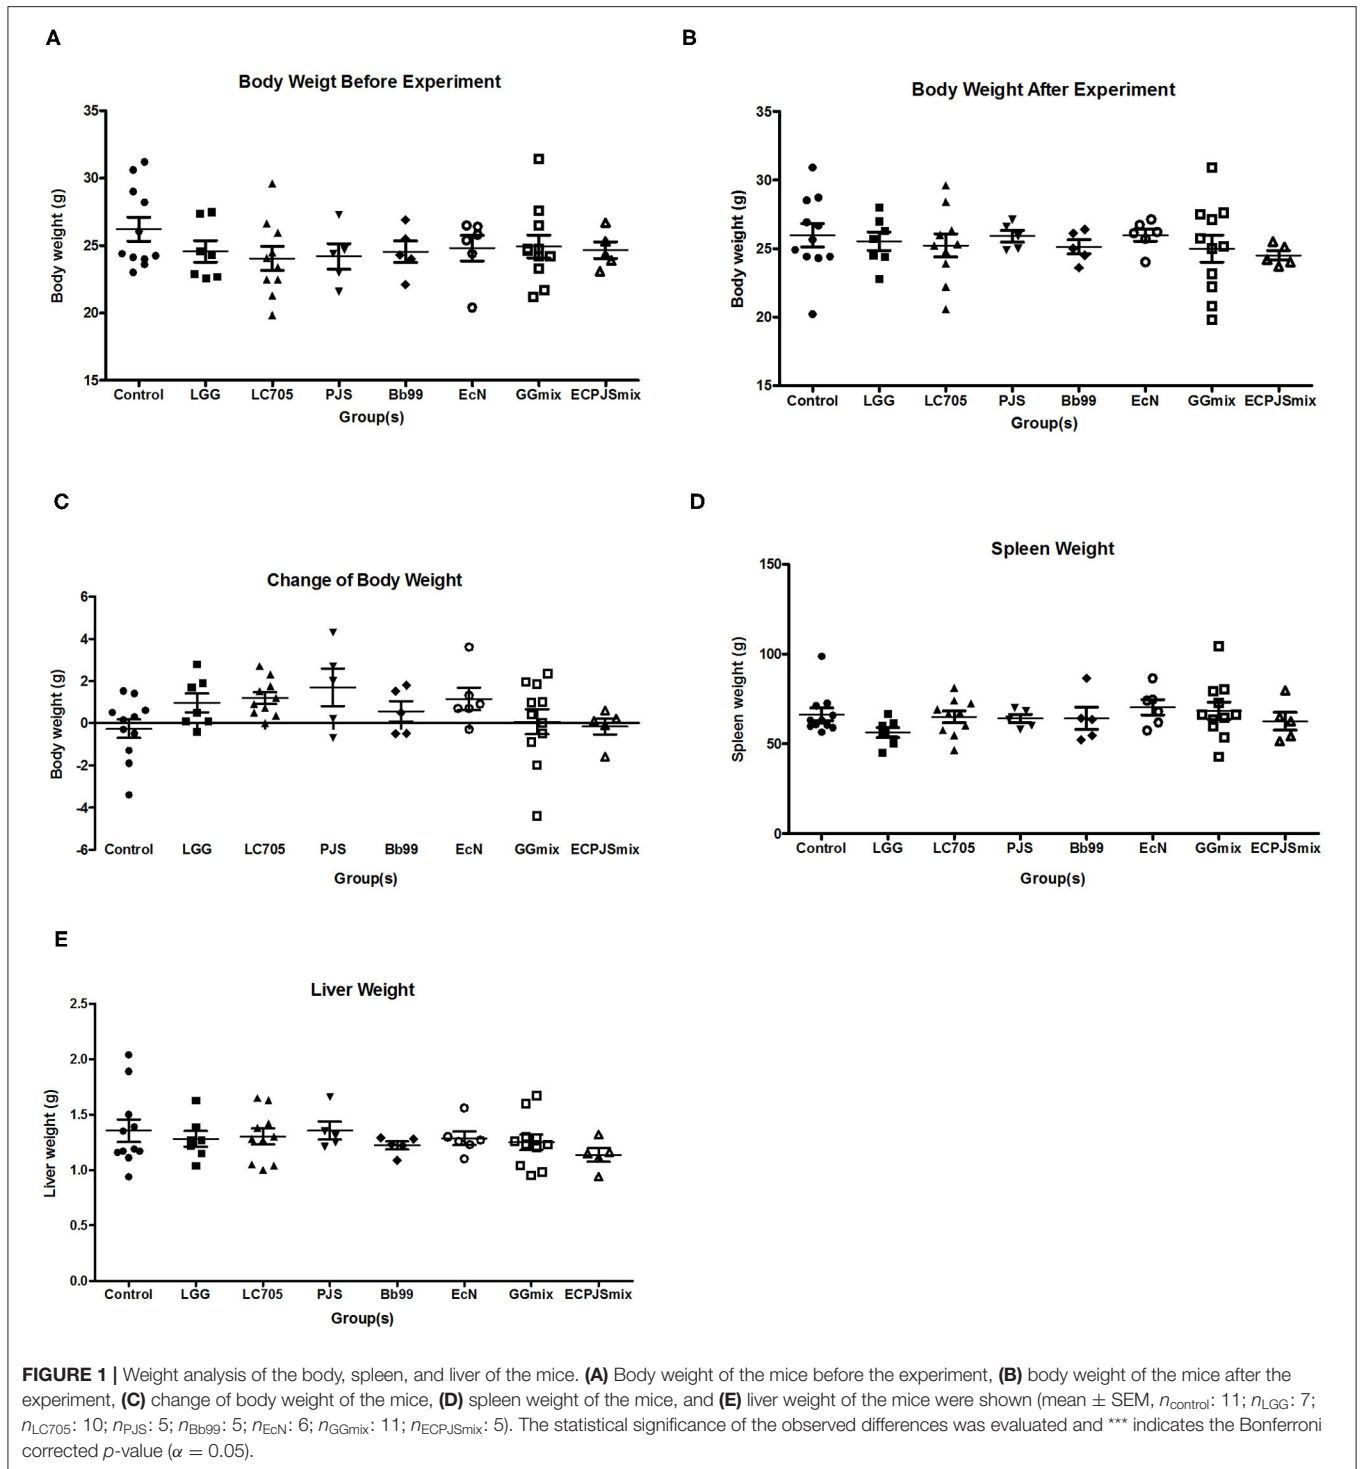 A
Body Weigt Before Experiment
35
30
25
20
15
Body weight (g)
Control LGG LC705 PJS Bb99 EcN GGmix ECPJSmix
Group(s)
B
Body Weight After Experiment
35
30
25
20
15
Body weight (g)
Control LGG LC705 PJS Bb99 EcN GGmix ECPJSmix
Group(s)
C
Change of Body Weight
6
4
2
0
-2
-4
-6
Body weight (g)
Control LGG LC705 PJS Bb99 EcN GGmix ECPJSmix
Group(s)
D
Spleen Weight
150
100
50
0
Spleen weight (g)
Control LGG LC705 PJS Bb99 EcN GGmix ECPJSmix
Group(s)
E
Liver Weight
2.5
2.0
1.5
1.0
0.5
0.0
Liver weight (g)
Control LGG LC705 PJS Bb99 EcN GGmix ECPJSmix
Group(s)
FIGURE 1 | Weight analysis of the body, spleen, and liver of the mice. (A) Body weight of the mice before the experiment, (B) body weight of the mice after the
experiment, (C) change of body weight of the mice, (D) spleen weight of the mice, and (E) liver weight of the mice were shown (mean ± SEM, ncontrol: 11; nLGG: 7;
nLC705: 10; nPJS: 5; nBb99: 5; nEcN: 6; nGGmix: 11; nECPJSmix: 5). The statistical significance of the observed differences was evaluated and *** indicates the Bonferroni
corrected p-value (α = 0.05).